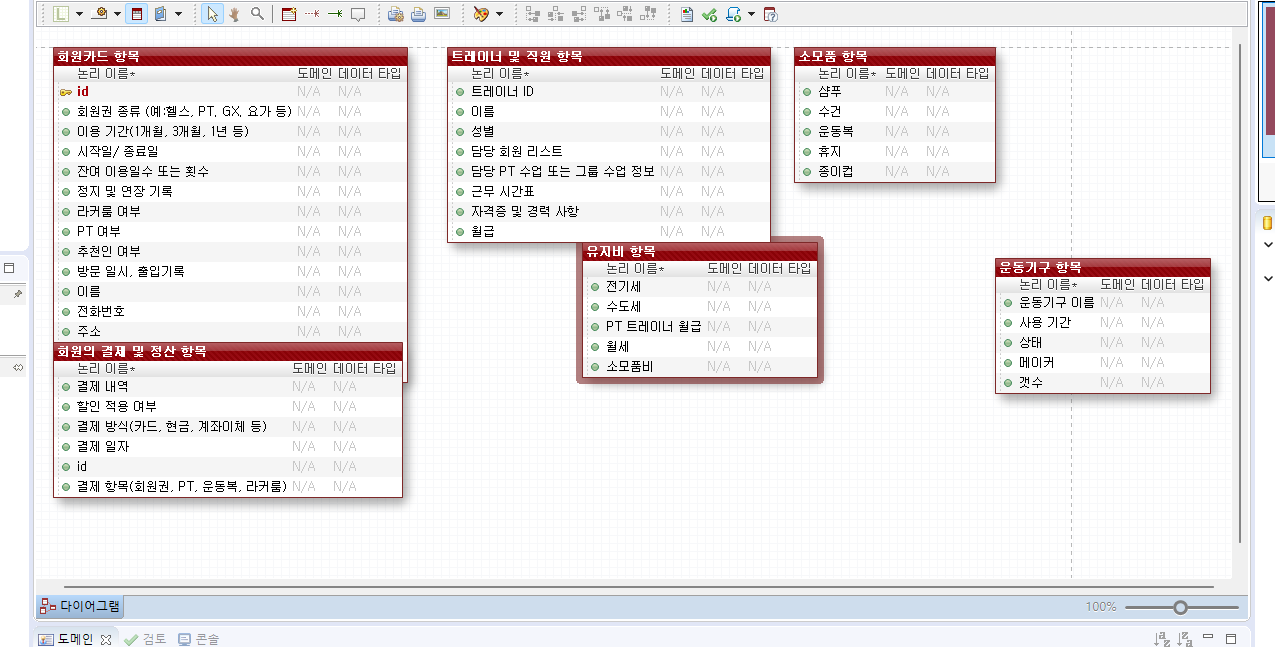 회원카드 항목
논리 이름* 도메인 데이터 타입
id N/A N/A
회원권 종류 (예:헬스, PT, GX, 요가 등) N/A N/A
이용 기간(1개월, 3개월, 1년 등) N/A N/A
시작일/ 종료일 N/A N/A
잔여 이용일수 또는 횟수 N/A N/A
정지 및 연장 기록 N/A N/A
라커룸 여부 N/A N/A
PT 여부 N/A N/A
추천인 여부 N/A N/A
방문 일시, 출입기록 N/A N/A
이름 N/A N/A
전화번호 N/A N/A
주소 N/A N/A
회원의 결제 및 정산 항목
논리 이름* 도메인 데이터 타입
결제 내역 N/A N/A
할인 적용 여부 N/A N/A
결제 방식(카드, 현금, 계좌이체 등) N/A N/A
결제 일자 N/A N/A
id N/A N/A
결제 항목(회원권, PT, 운동복, 라커룸) N/A N/A
트레이너 및 직원 항목
논리 이름* 도메인 데이터 타입
트레이너 ID N/A N/A
이름 N/A N/A
성별 N/A N/A
담당 회원 리스트 N/A N/A
담당 PT 수업 또는 그룹 수업 정보 N/A N/A
근무 시간표 N/A N/A
자격증 및 경력 사항 N/A N/A
월급 N/A N/A
유지비 항목
논리 이름* 도메인 데이터 타입
전기세 N/A N/A
수도세 N/A N/A
PT 트레이너 월급 N/A N/A
월세 N/A N/A
소모품비 N/A N/A
소모품 항목
논리 이름* 도메인 데이터 타입
샴푸 N/A N/A
수건 N/A N/A
운동복 N/A N/A
휴지 N/A N/A
종이컵 N/A N/A
운동기구 항목
논리 이름* 도메인 데이터 타입
운동기구 이름 N/A N/A
사용 기간 N/A N/A
상태 N/A N/A
메이커 N/A N/A
갯수 N/A N/A
다이어그램
100%
도메인 검토 콘솔